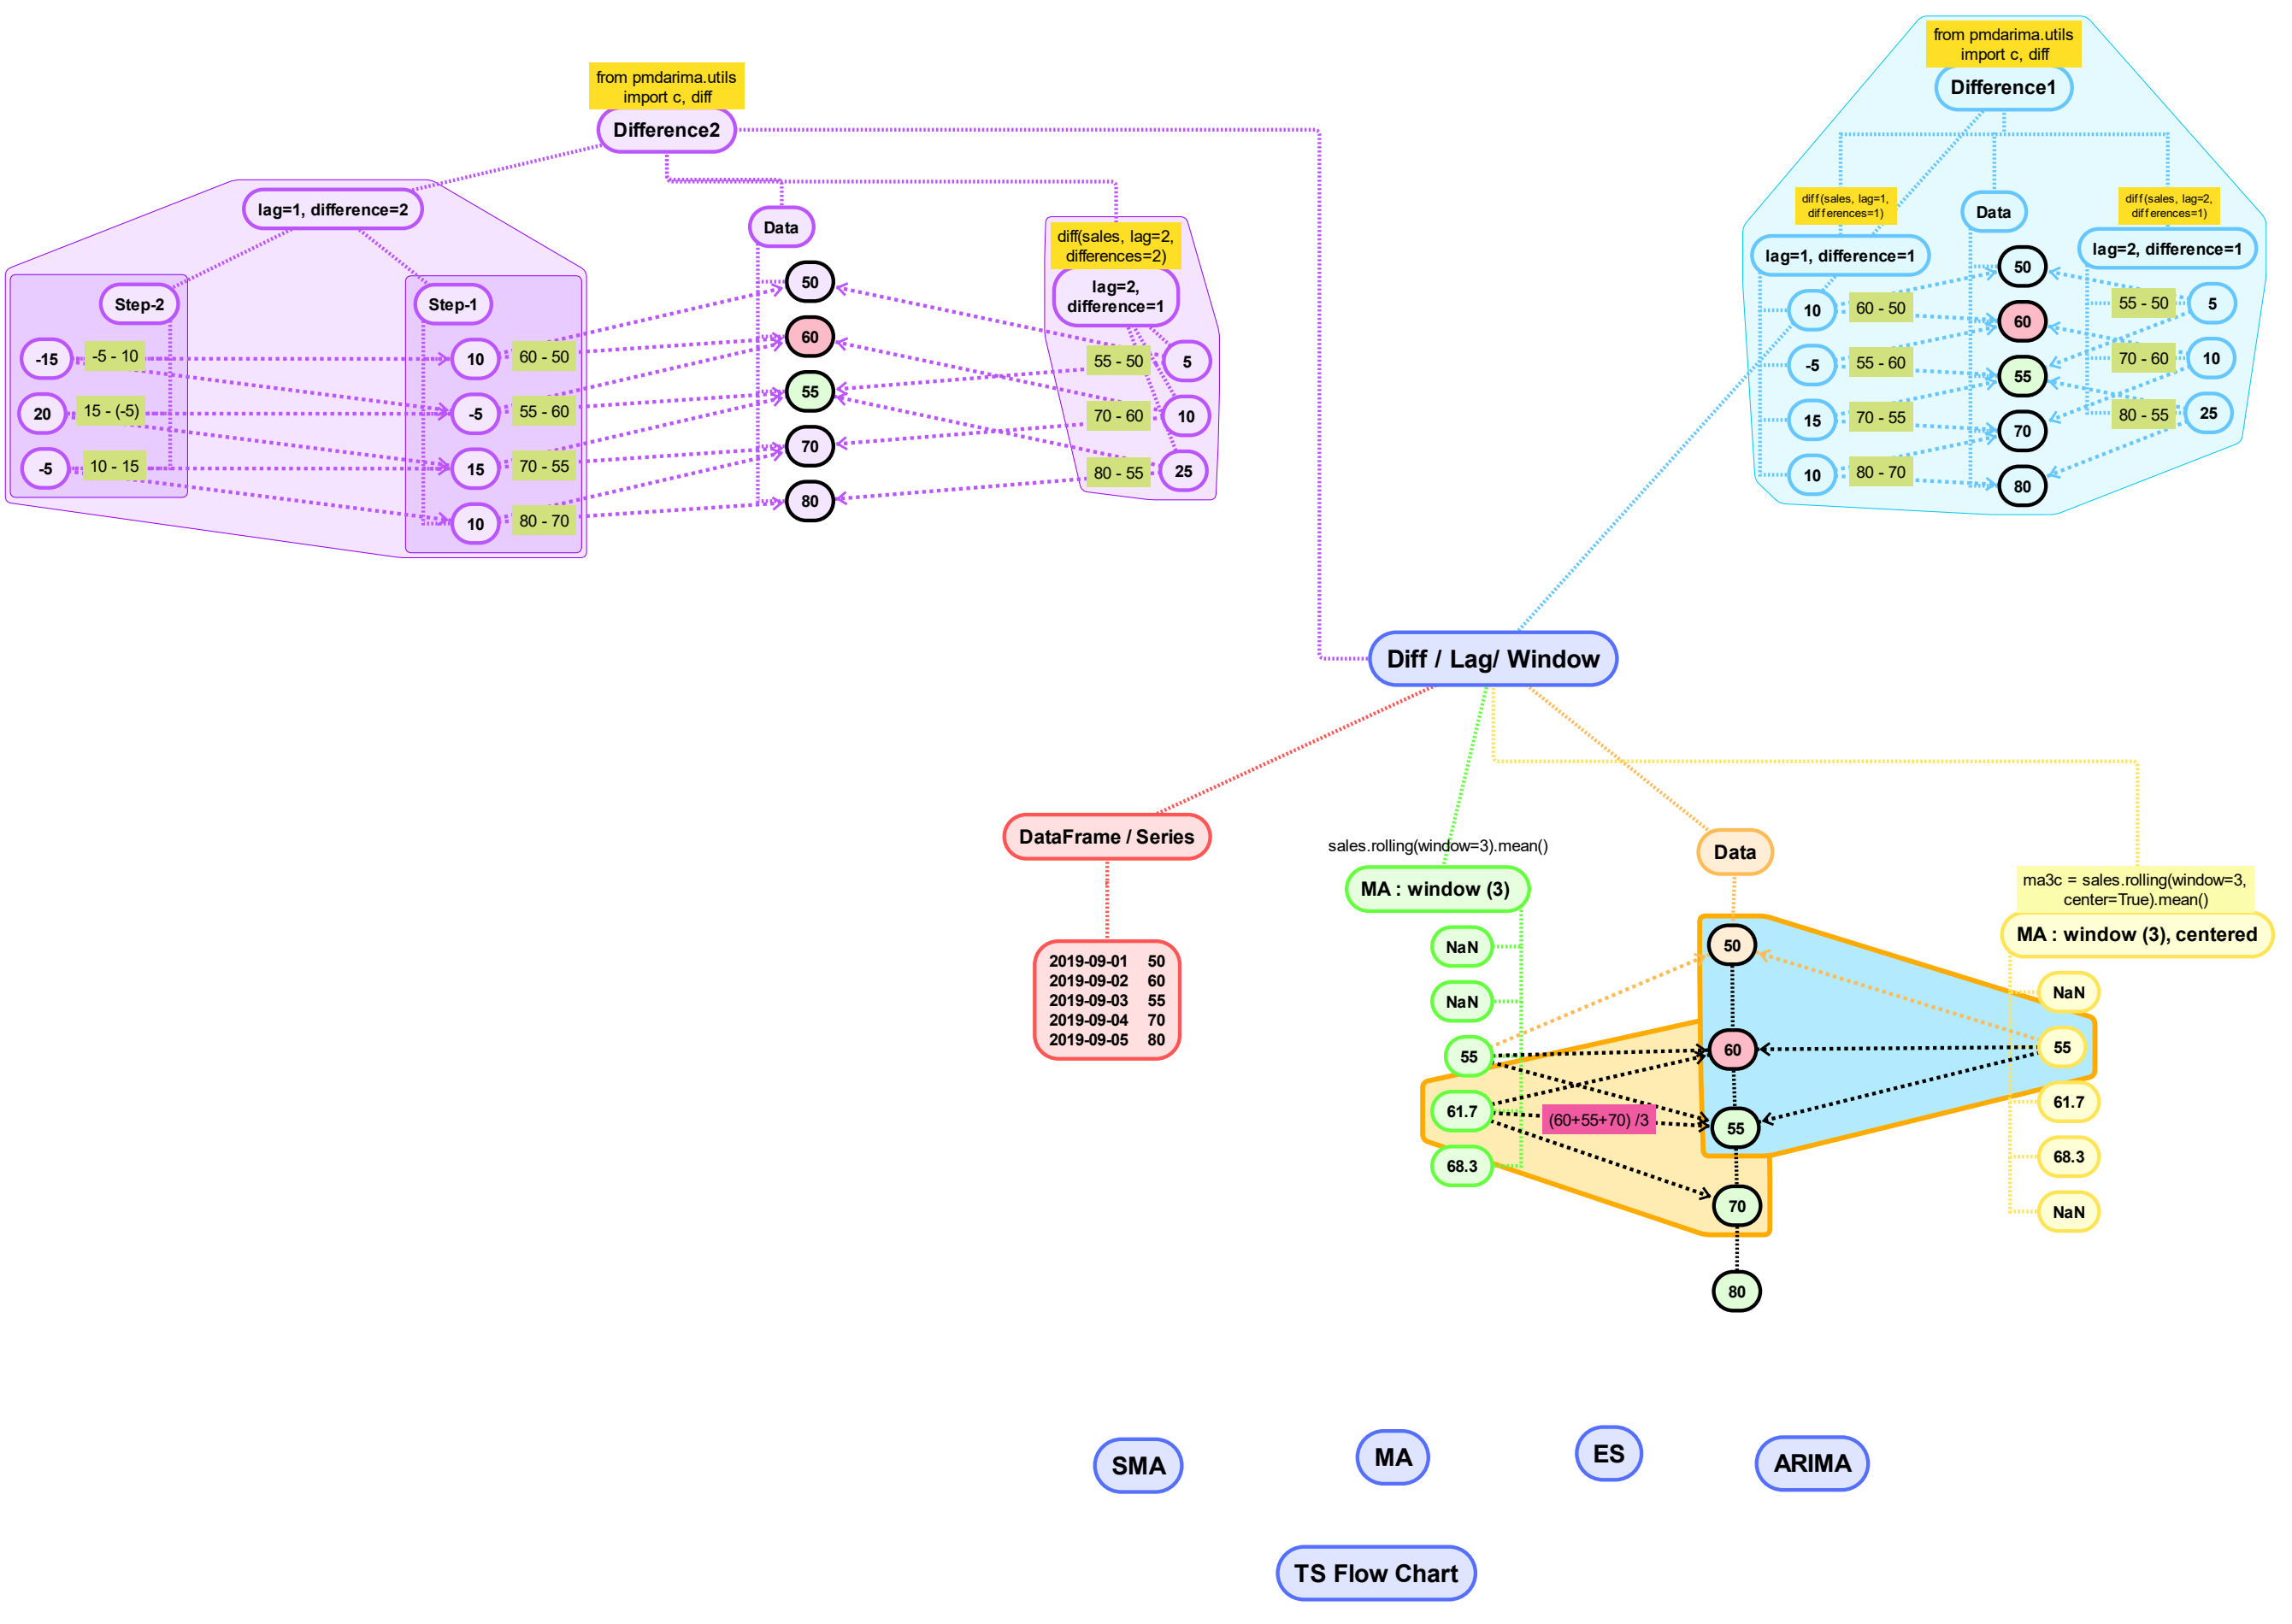 from pmdarima.utils
import c, diff
Difference2
lag=1, difference=2
Step-2
-15
-5 - 10
20
15 - (-5)
-5
10 - 15
Step-1
10
60 - 50
-5
55 - 60
15
70 - 55
10
80 - 70
Data
50
60
55
70
80
diff(sales, lag=2,
differences=2)
lag=2,
difference=1
55 - 50
5
70 - 60
10
80 - 55
25
from pmdarima.utils
import c, diff
Difference1
diff(sales, lag=1,
differences=1)
lag=1, difference=1
10
60 - 50
-5
55 - 60
15
70 - 55
10
80 - 70
Data
50
60
55
70
80
diff(sales, lag=2,
differences=1)
lag=2, difference=1
55 - 50
5
70 - 60
10
80 - 55
25
Diff / Lag/ Window
DataFrame / Series
2019-09-01 50
2019-09-02 60
2019-09-03 55
2019-09-04 70
2019-09-05 80
sales.rolling(window=3).mean()
MA : window (3)
NaN
NaN
55
61.7
68.3
(60+55+70) /3
Data
50
60
55
70
80
ma3c = sales.rolling(window=3,
center=True).mean()
MA : window (3), centered
NaN
55
61.7
68.3
NaN
SMA
MA
ES
ARIMA
TS Flow Chart